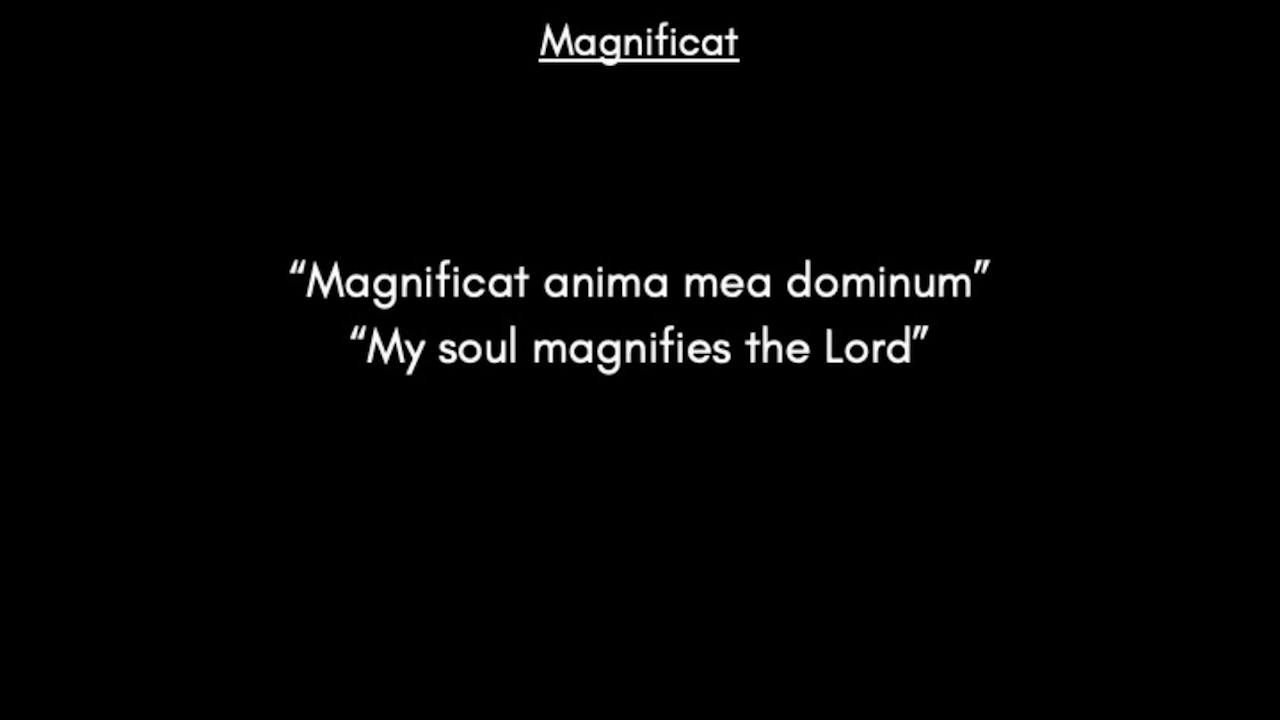 Magnificat
“Magnificat anima mea dominum”
“My soul magnifies the Lord”